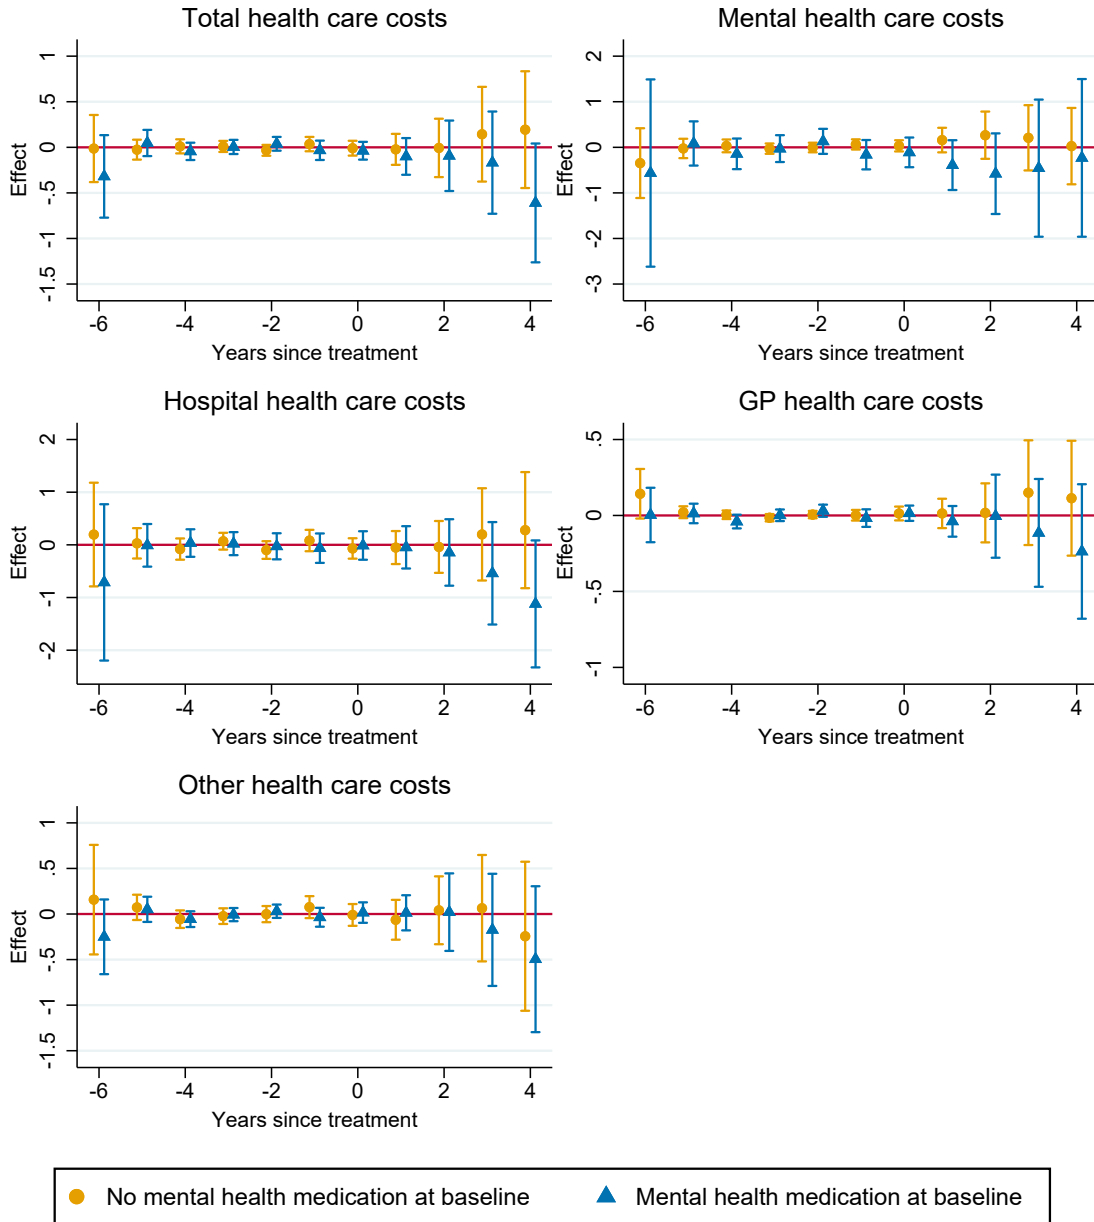 Total health care costs
Effect
1
.5
0
-.5
-1
-1.5
-6 -4 -2 0 2 4
Years since treatment
Mental health care costs
Effect
2
1
0
-1
-2
-3
-6 -4 -2 0 2 4
Years since treatment
Hospital health care costs
Effect
2
1
0
-1
-2
-6 -4 -2 0 2 4
Years since treatment
GP health care costs
Effect
.5
0
-.5
-1
-6 -4 -2 0 2 4
Years since treatment
Other health care costs
Effect
1
.5
0
-.5
-1
-1.5
-6 -4 -2 0 2 4
Years since treatment
No mental health medication at baseline
Mental health medication at baseline